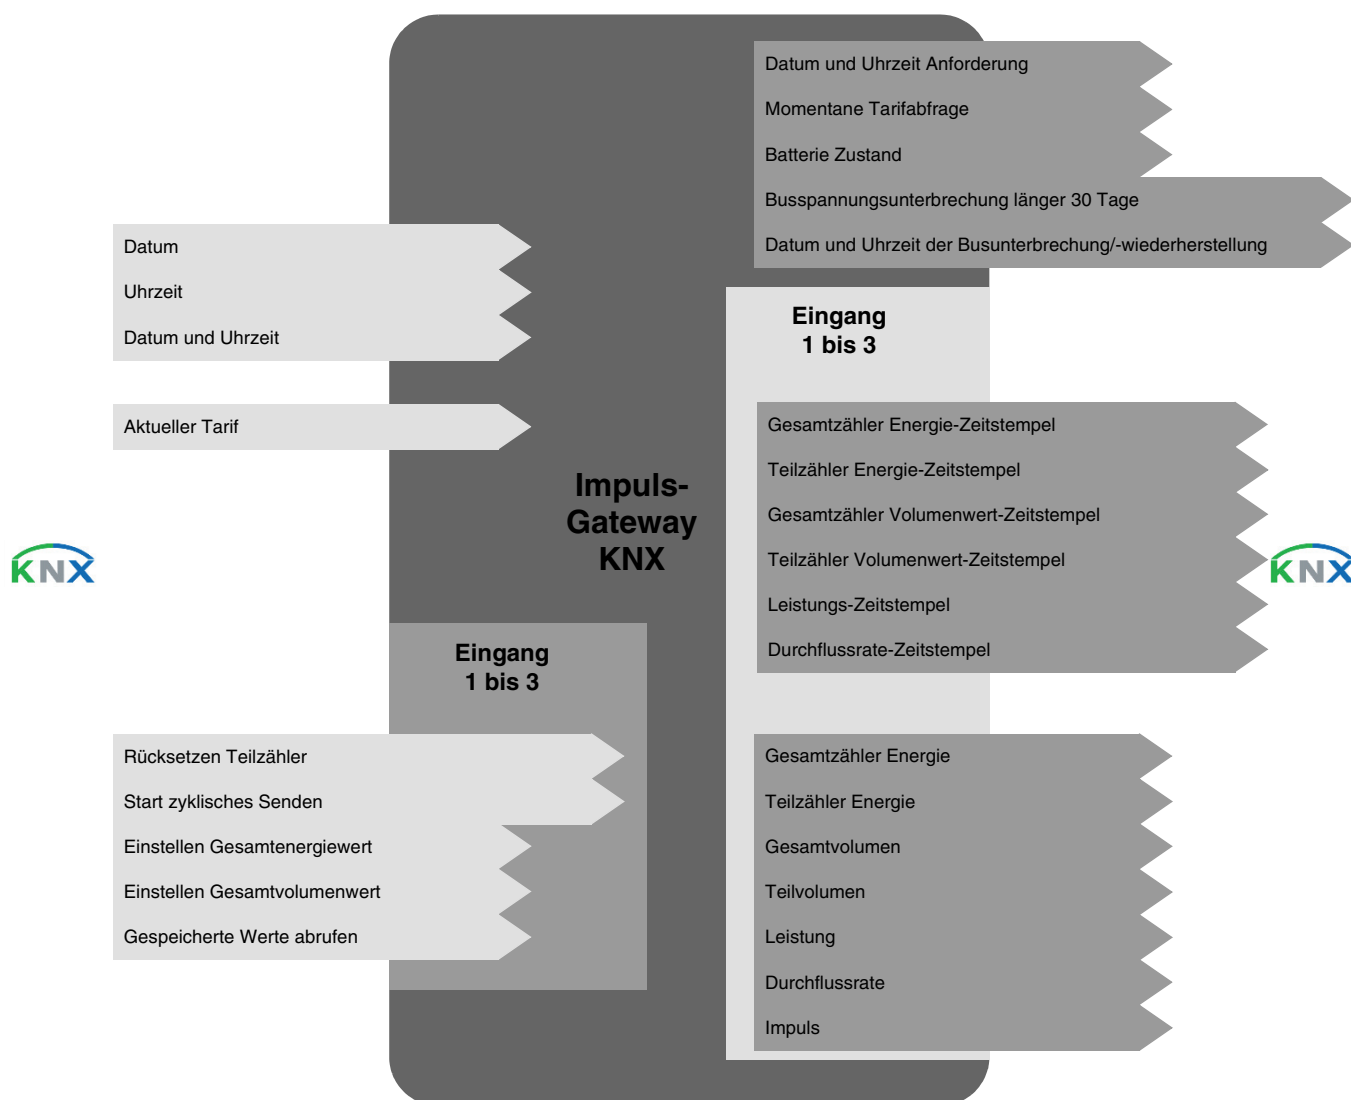 Datum und Uhrzeit Anforderung
Momentane Tarifabfrage
Batterie Zustand
Busspannungsunterbrechung länger 30 Tage
Datum und Uhrzeit der Busunterbrechung/-wiederherstellung
Datum
Uhrzeit
Datum und Uhrzeit
Aktueller Tarif
Impuls-
Gateway
KNX
Eingang
1 bis 3
Gesamtzähler Energie-Zeitstempel
Teilzähler Energie-Zeitstempel
Gesamtzähler Volumenwert-Zeitstempel
Teilzähler Volumenwert-Zeitstempel
Leistungs-Zeitstempel
Durchflussrate-Zeitstempel
KNX
KNX
Eingang
1 bis 3
Rücksetzen Teilzähler
Start zyklisches Senden
Einstellen Gesamtenergiewert
Einstellen Gesamtvolumenwert
Gespeicherte Werte abrufen
Gesamtzähler Energie
Teilzähler Energie
Gesamtvolumen
Teilvolumen
Leistung
Durchflussrate
Impuls